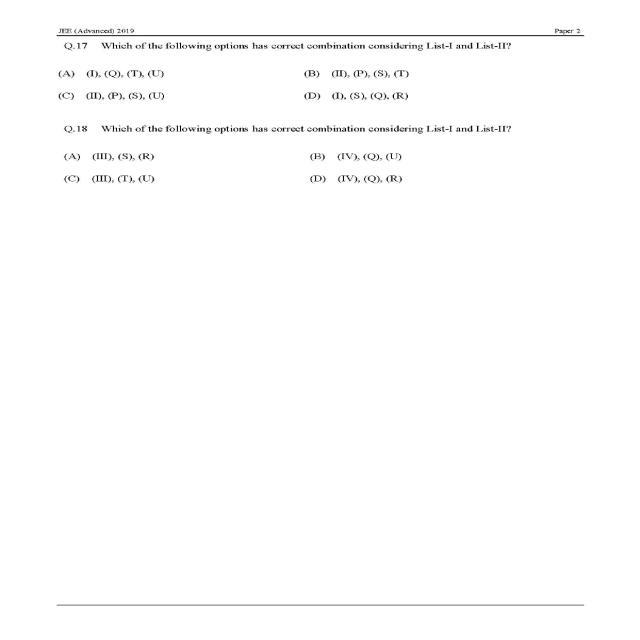 JEE (Advanced) 2019 Paper 2
Q.17 Which of the following options has correct combination considering List-I and List-II?
(A) (I), (Q), (T), (U) (B) (II), (P), (S), (T)
(C) (II), (P), (S), (U) (D) (I), (S), (Q), (R)
Q.18 Which of the following options has correct combination considering List-I and List-II?
(A) (III), (S), (R) (B) (IV), (Q), (U)
(C) (III), (T), (U) (D) (IV), (Q), (R)